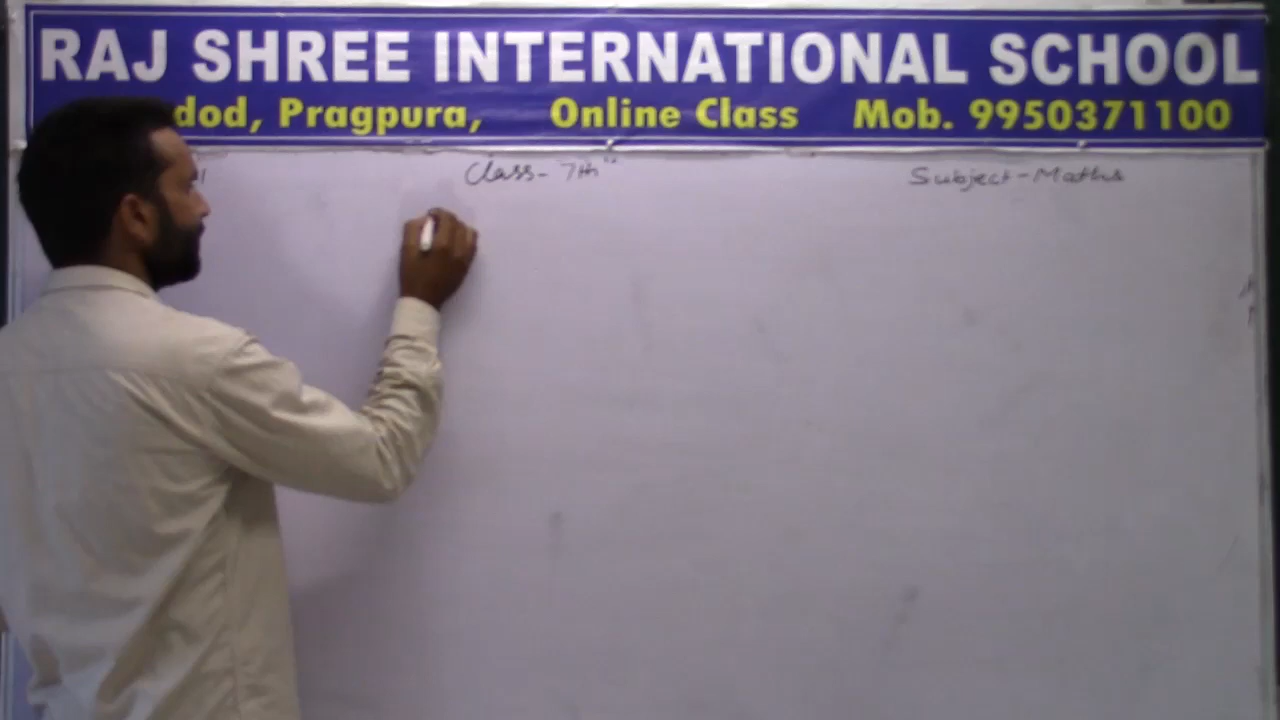 RAJ SHREE INTERNATIONAL SCHOOL
dod, Pragpura, Online Class Mob. 9950371100
Class - 7th Subject - Maths